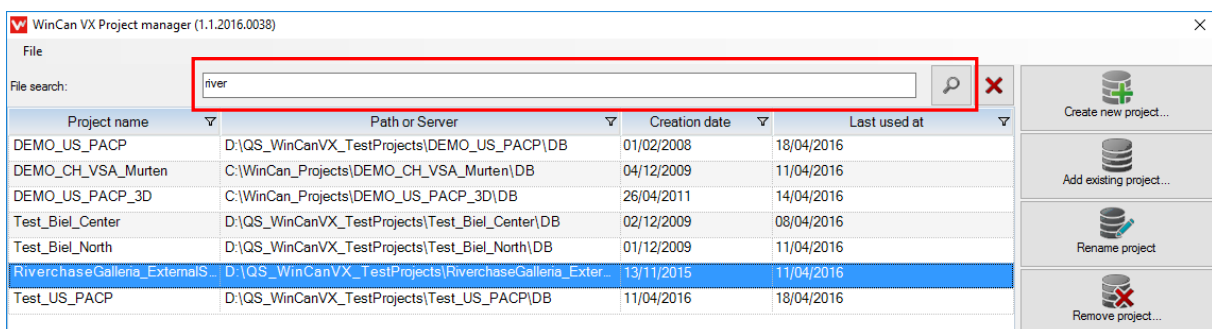 WinCan VX Project manager (1.1.2016.0038)
File
File search: river
Create new project...
Project name Path or Server Creation date Last used at
DEMO_US_PACP D:\QS_WinCanVX_TestProjects\DEMO_US_PACP\DB 01/02/2008 18/04/2016
DEMO_CH_VSA_Murten C:\WinCan_Projects\DEMO_CH_VSA_Murten\DB 04/12/2009 11/04/2016
Add existing project...
DEMO_US_PACP_3D C:\WinCan_Projects\DEMO_US_PACP_3D\DB 26/04/2011 14/04/2016
Test_Biel_Center D:\QS_WinCanVX_TestProjects\Test_Biel_Center\DB 02/12/2009 08/04/2016
Test_Biel_North D:\QS_WinCanVX_TestProjects\Test_Biel_North\DB 01/12/2009 11/04/2016
Rename project
RiverchaseGalleria_ExternalS... D:\QS_WinCanVX_TestProjects\RiverchaseGalleria_Exter... 13/11/2015 11/04/2016
Test_US_PACP D:\QS_WinCanVX_TestProjects\Test_US_PACP\DB 11/04/2016 18/04/2016
Remove project...